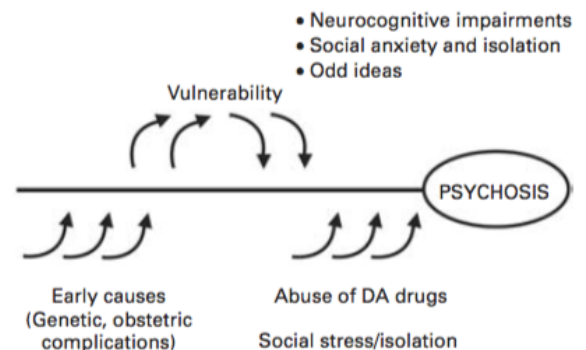 • Neurocognitive impairments
• Social anxiety and isolation
• Odd ideas
Vulnerability
PSYCHOSIS
Early causes
(Genetic, obstetric
complications)
Abuse of DA drugs
Social stress/isolation